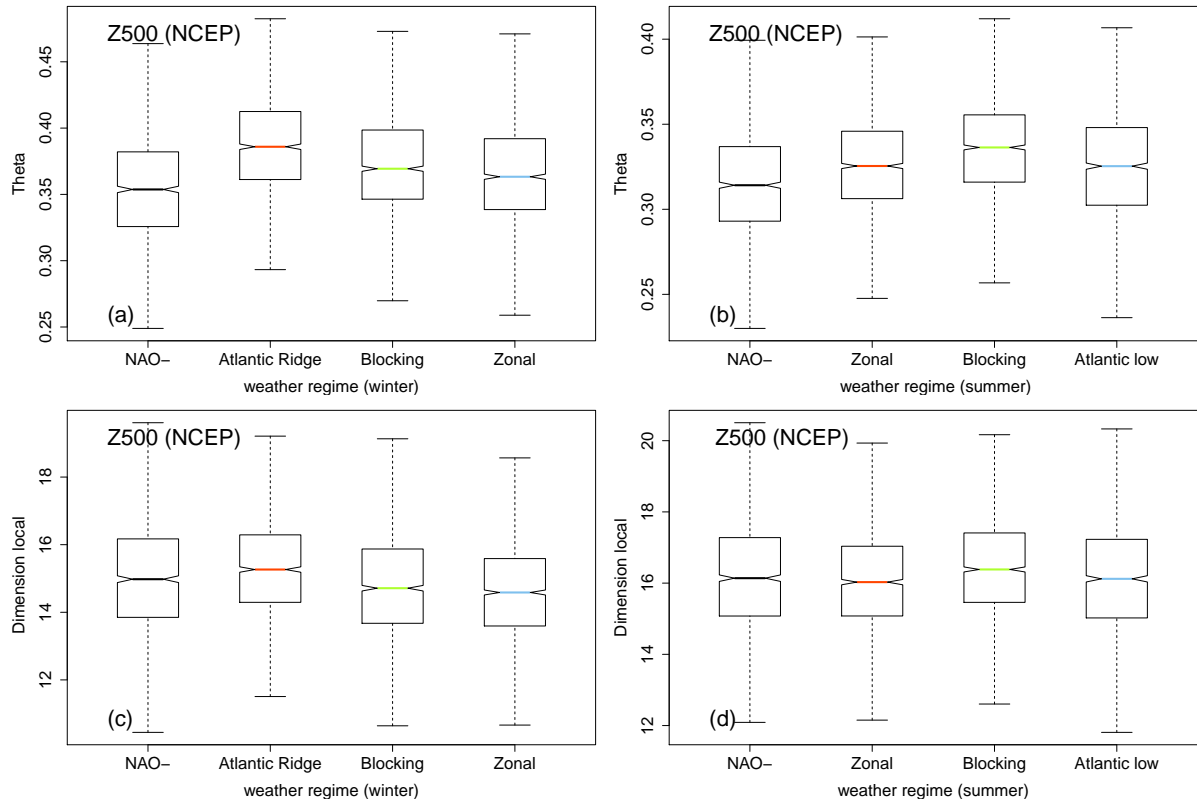 Z500 (NCEP)
Theta
0.45
0.40
0.35
0.30
0.25
(a)
NAO− Atlantic Ridge Blocking Zonal
weather regime (winter)
Z500 (NCEP)
Theta
0.40
0.35
0.30
0.25
(b)
NAO− Zonal Blocking Atlantic low
weather regime (summer)
Z500 (NCEP)
Dimension local
18
16
14
12
(c)
NAO− Atlantic Ridge Blocking Zonal
weather regime (winter)
Z500 (NCEP)
Dimension local
20
18
16
14
12
(d)
NAO− Zonal Blocking Atlantic low
weather regime (summer)